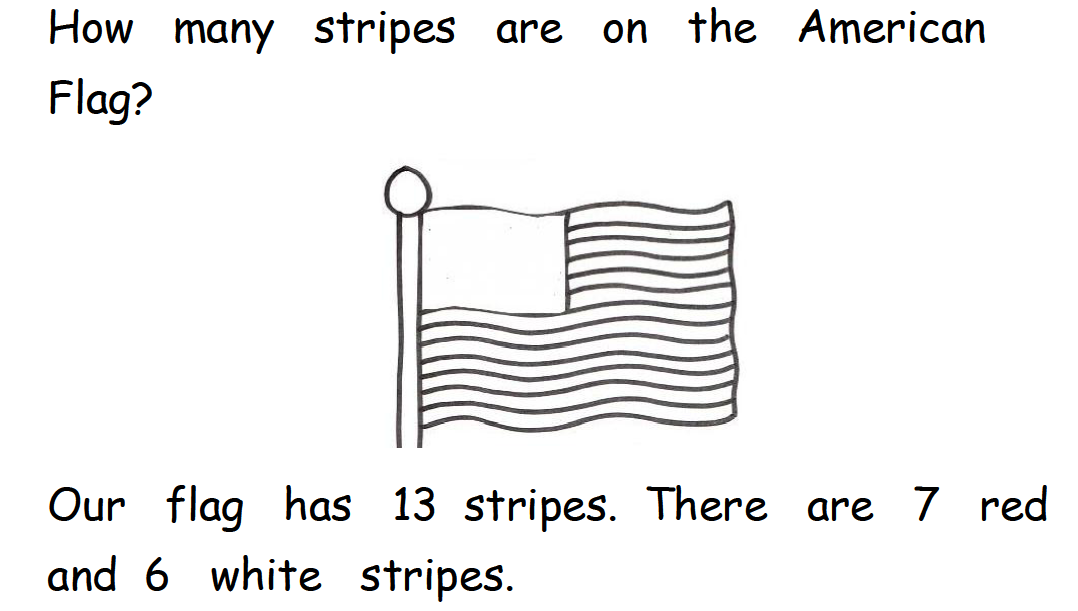 How many stripes are on the American
Flag?
Our flag has 13 stripes. There are 7 red
and 6 white stripes.